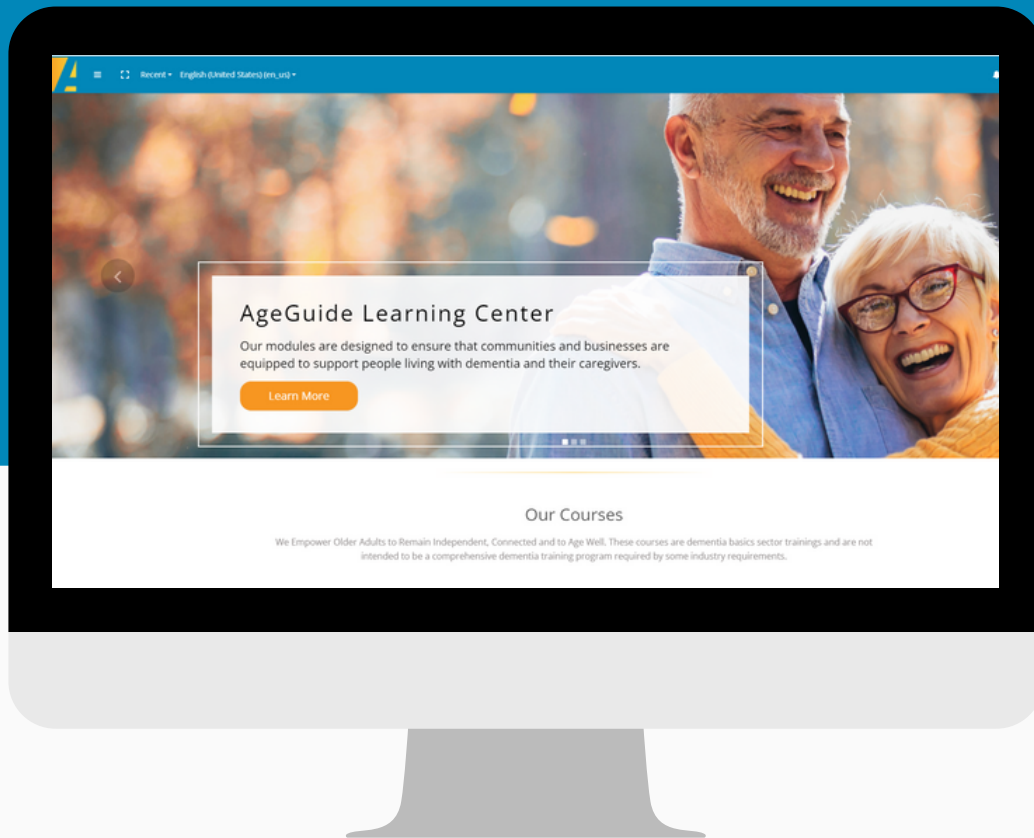 Recent
English (United States) (en_us)
AgeGuide Learning Center
Our modules are designed to ensure that communities and businesses are
equipped to support people living with dementia and their caregivers.
Learn More
Our Courses
We Empower Older Adults to Remain Independent, Connected and to Age Well. These courses are dementia basics sector trainings and are not
intended to be a comprehensive dementia training program required by some industry requirements.